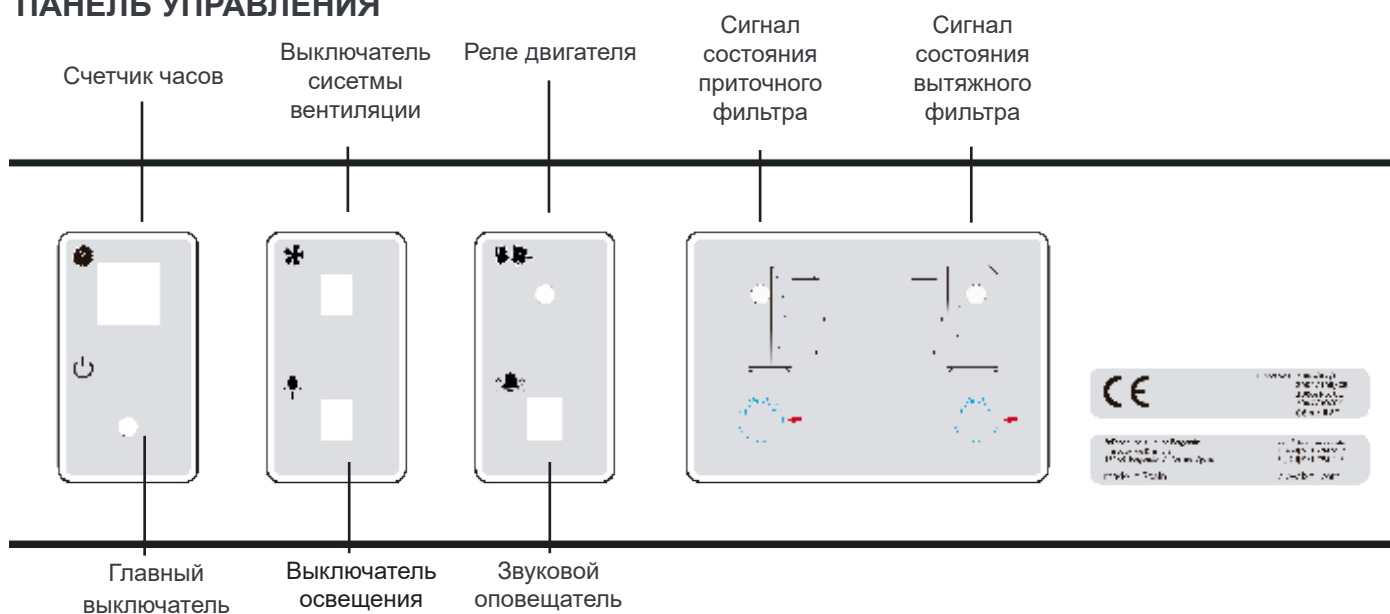 ПАНЕЛЬ УПРАВЛЕНИЯ
Счетчик часов
Выключатель
сисетмы
вентиляции
Реле двигателя
Сигнал
состояния
приточного
фильтра
Сигнал
состояния
вытяжного
фильтра
CE
Главный
выключатель
Выключатель
освещения
Звуковой
оповещатель